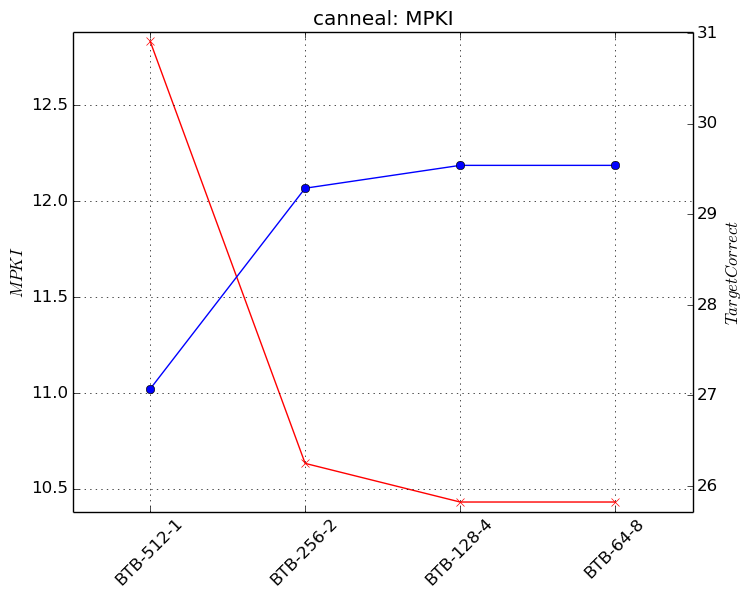 canneal: MPKI
12.5
12.0
11.5
11.0
10.5
MPKI
31
30
29
28
27
26
TargetCorrect
BTB-512-1
BTB-256-2
BTB-128-4
BTB-64-8